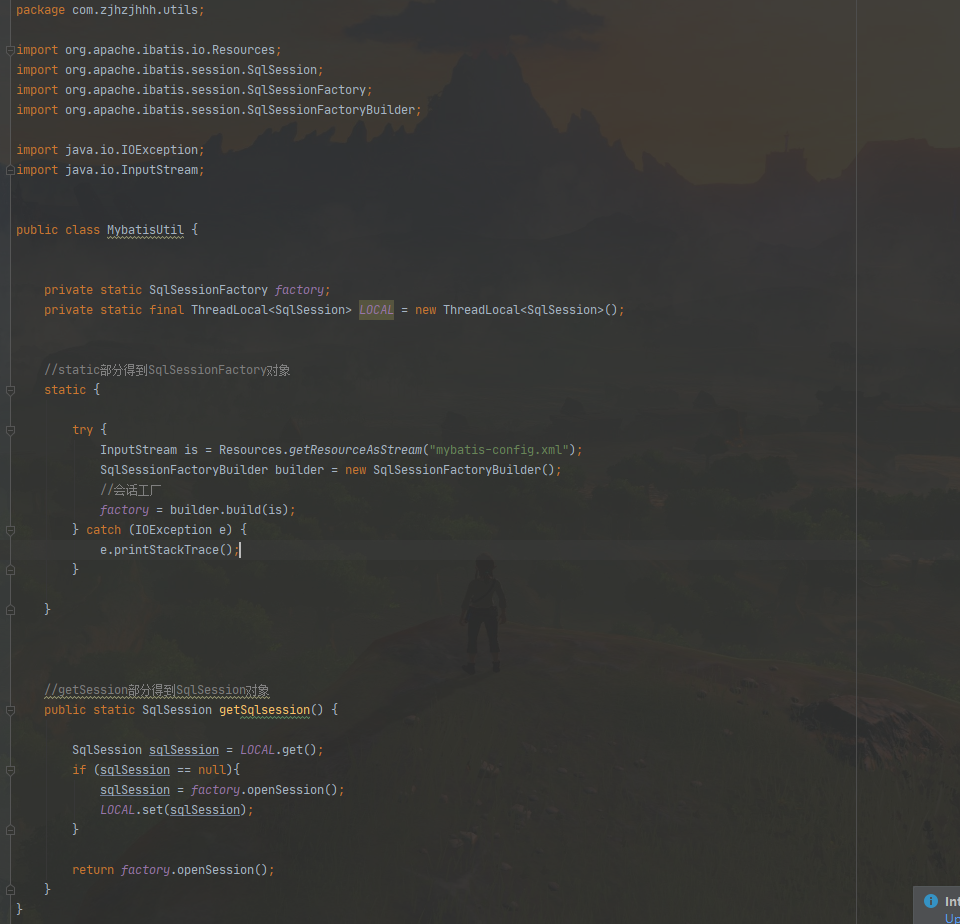 package com.zjhzjhhh.utils;
import org.apache.ibatis.io.Resources;
import org.apache.ibatis.session.SqlSession;
import org.apache.ibatis.session.SqlSessionFactory;
import org.apache.ibatis.session.SqlSessionFactoryBuilder;
import java.io.IOException;
import java.io.InputStream;
public class MybatisUtil {
private static SqlSessionFactory factory;
private static final ThreadLocal<SqlSession> LOCAL = new ThreadLocal<SqlSession>();
//static部分得到SqlSessionFactory对象
static {
try {
InputStream is = Resources.getResourceAsStream("mybatis-config.xml");
SqlSessionFactoryBuilder builder = new SqlSessionFactoryBuilder();
//会话工厂
factory = builder.build(is);
} catch (IOException e) {
e.printStackTrace();
}
}
//getSession部分得到SqlSession对象
public static SqlSession getSqlsession() {
SqlSession sqlSession = LOCAL.get();
if (sqlSession == null){
sqlSession = factory.openSession();
LOCAL.set(sqlSession);
}
return factory.openSession();
}
}